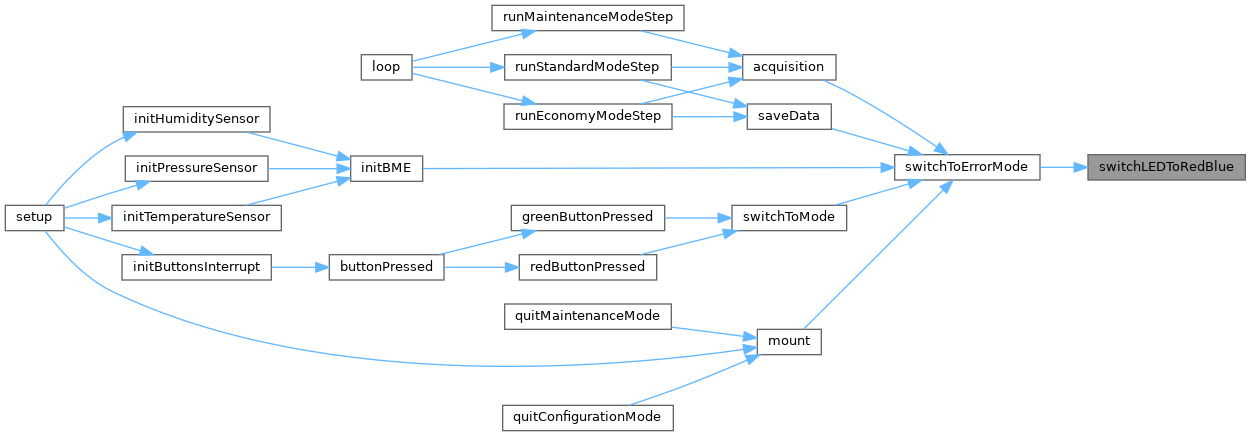 runMaintenanceModeStep
loop
runStandardModeStep
acquisition
runEconomyModeStep
saveData
initHumiditySensor
initPressureSensor
initBME
switchToErrorMode
switchLEDToRedBlue
setup
initTemperatureSensor
greenButtonPressed
switchToMode
initButtonsInterrupt
buttonPressed
redButtonPressed
quitMaintenanceMode
mount
quitConfigurationMode